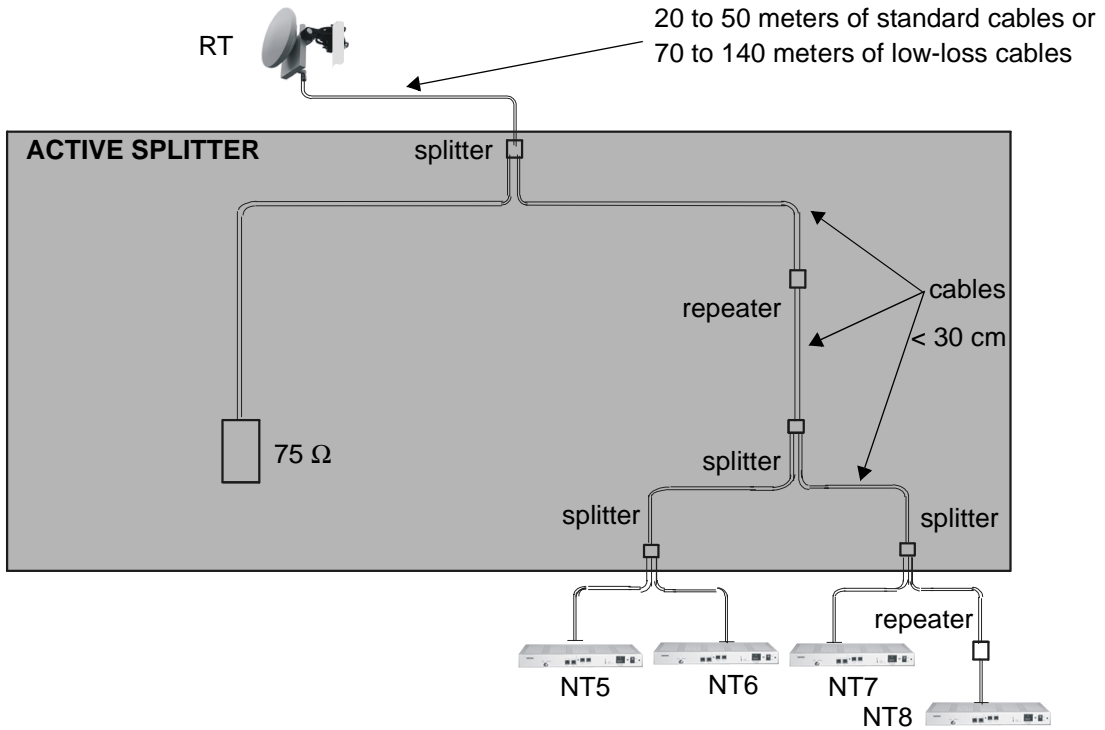 20 to 50 meters of standard cables or
70 to 140 meters of low-loss cables
RT
ACTIVE SPLITTER
splitter
cables
< 30 cm
repeater
75 Ω
splitter
splitter
splitter
repeater
NT5
NT6
NT7
NT8